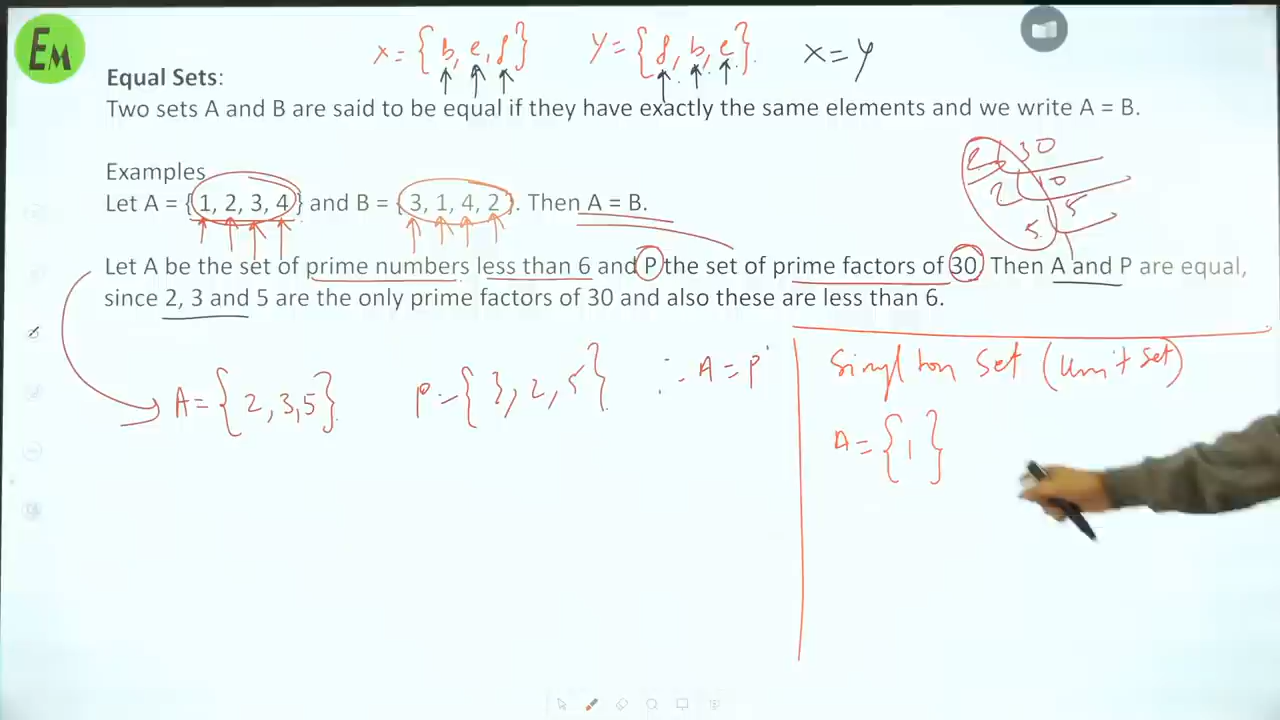 EM
x = {b, e, f} y = {f, b, e}. x = y
Equal Sets:
Two sets A and B are said to be equal if they have exactly the same elements and we write A = B.
Examples
Let A = {1, 2, 3, 4} and B = {3, 1, 4, 2}. Then A = B.
2 30
2 10
5 5
1
Let A be the set of prime numbers less than 6 and P the set of prime factors of 30. Then A and P are equal,
since 2, 3 and 5 are the only prime factors of 30 and also these are less than 6.
A = {2, 3, 5}. P = {3, 2, 5} ∴ A = P
Singlton Set (Unit Set)
A = {1}